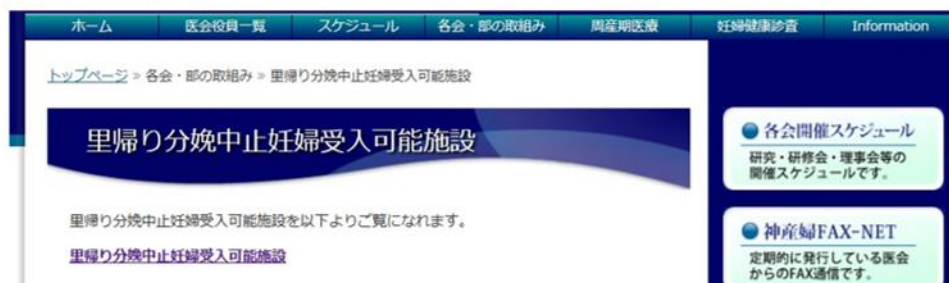 ホーム 医会役員一覧 スケジュール 各会・部の取組み 周産期医療 妊婦健康診査 Information
トップページ » 各会・部の取組み » 里帰り分娩中止妊婦受入可能施設
里帰り分娩中止妊婦受入可能施設
里帰り分娩中止妊婦受入可能施設を以下よりご覧になれます。
里帰り分娩中止妊婦受入可能施設
各会開催スケジュール
研究・研修会・理事会等の
開催スケジュールです。
神産婦FAX-NET
定期的に発行している医会
からのFAX通信です。